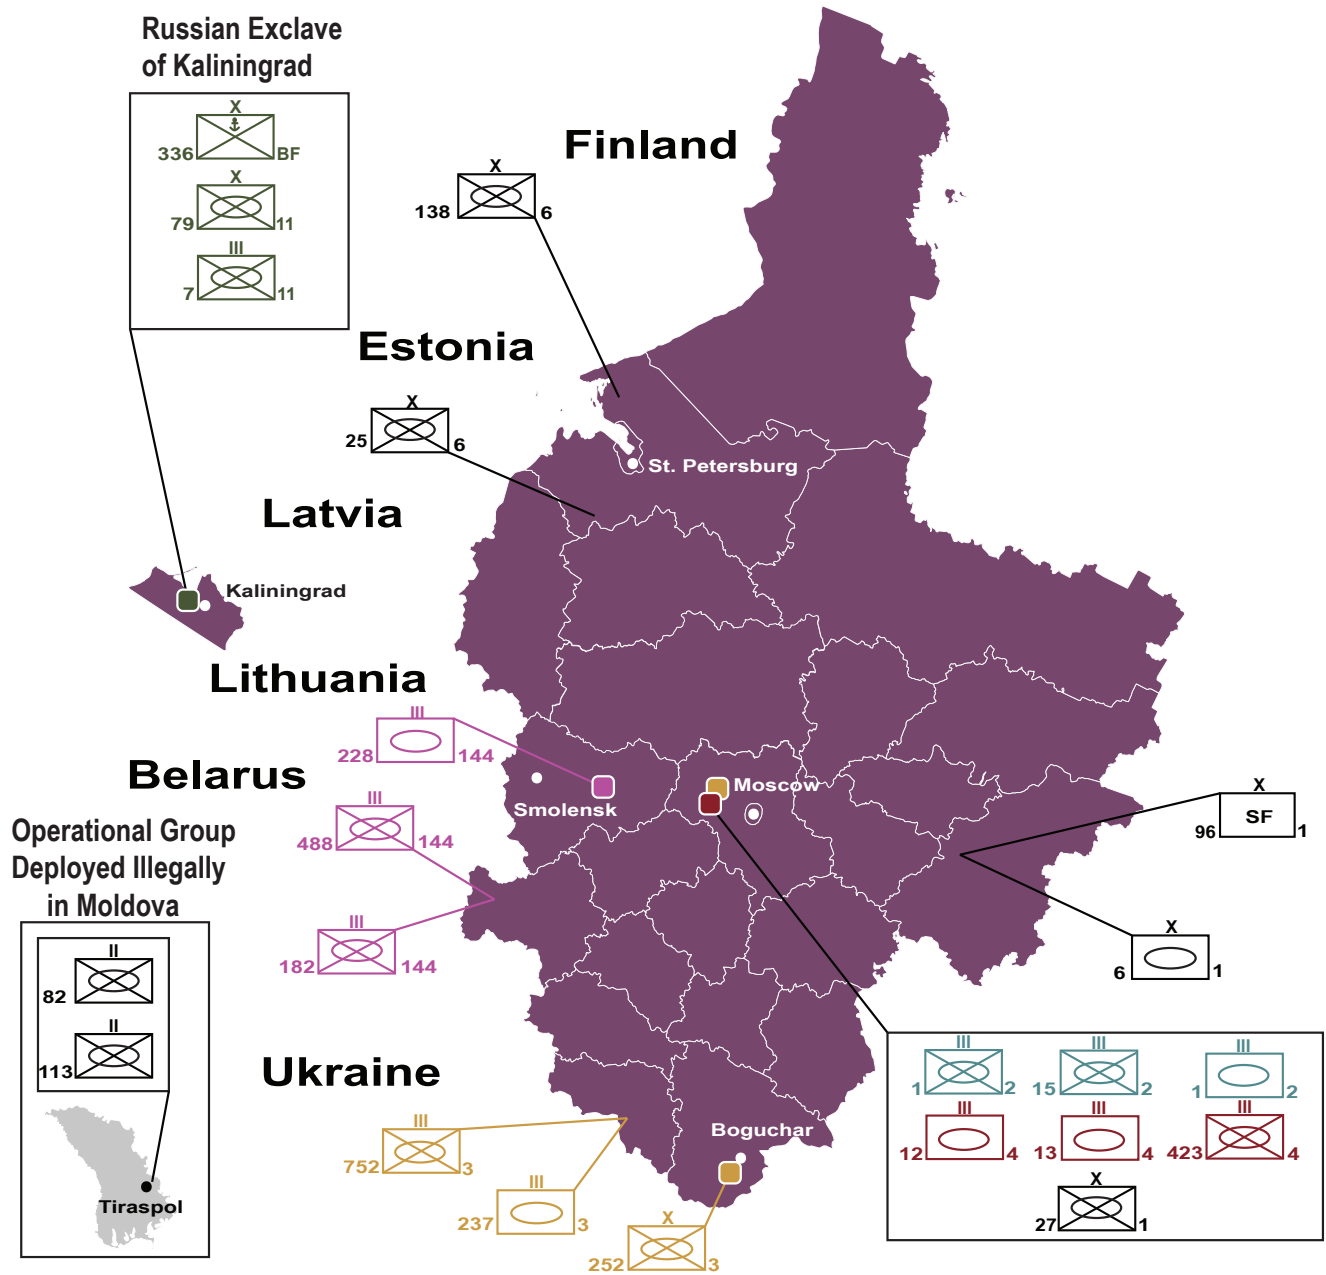 Russian Exclave
of Kaliningrad
X
336 BF
X
79 11
III
7 11
Finland
X
138 6
Estonia
X
25 6
St. Petersburg
Latvia
Kaliningrad
Lithuania
III
228 144
Belarus
Moscow
Smolensk
X
SF
96 1
III
488 144
Operational Group
Deployed Illegally
in Moldova
III
182 144
X
6 1
II
82
II
113
Tiraspol
Ukraine
III
1 2
III
15 2
III
1 2
III
12 4
III
13 4
III
423 4
X
27 1
Boguchar
III
752 3
III
237 3
X
252 3